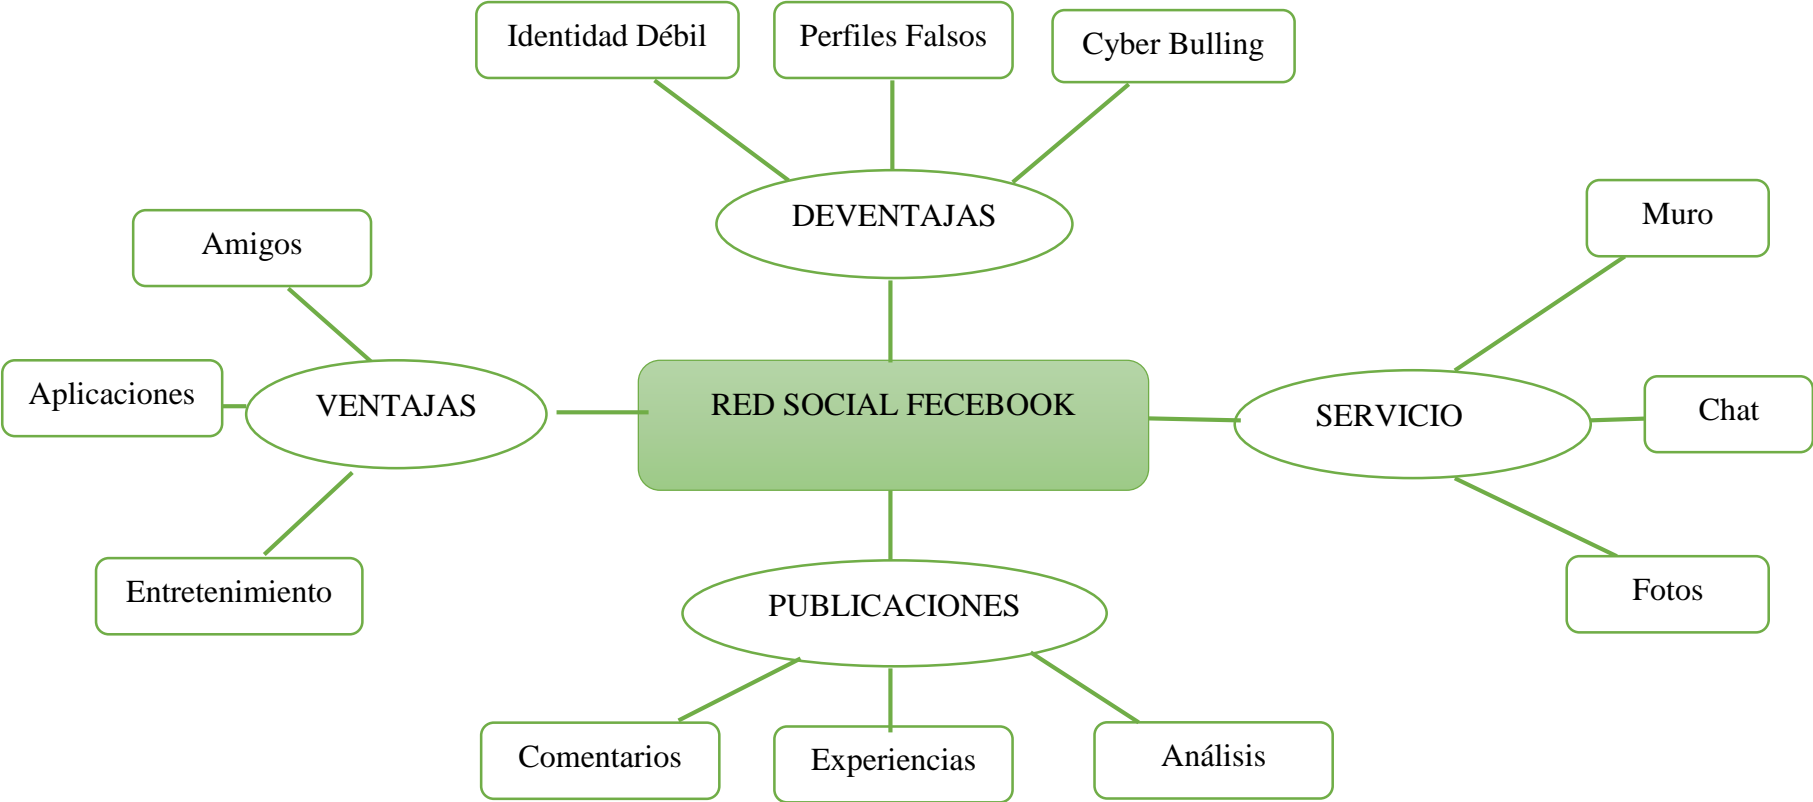 Identidad Débil
Perfiles Falsos
Cyber Bulling
DEVENTAJAS
Muro
Amigos
Aplicaciones
VENTAJAS
RED SOCIAL FECEBOOK
SERVICIO
Chat
Entretenimiento
PUBLICACIONES
Fotos
Comentarios
Experiencias
Análisis